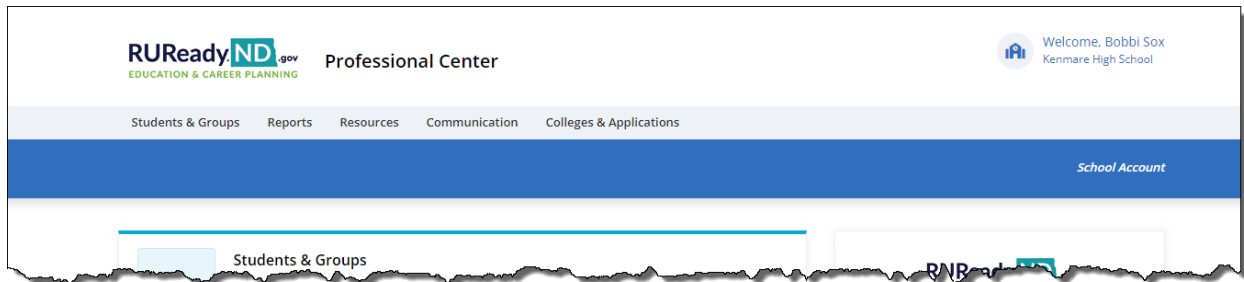 RUReady ND .gov
EDUCATION & CAREER PLANNING
Professional Center
Welcome, Bobbi Sox
Kenmare High School
Students & Groups Reports Resources Communication Colleges & Applications
School Account
Students & Groups